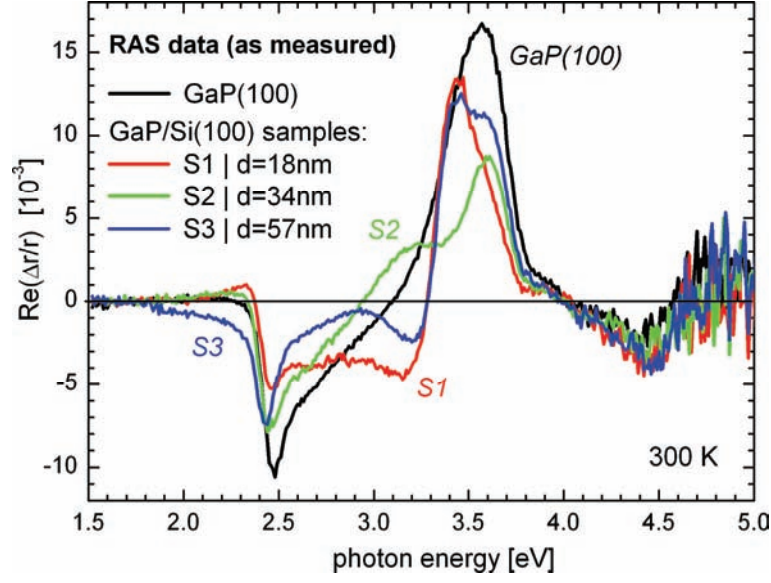 RAS data (as measured)
GaP(100)
GaP(100)
GaP/Si(100) samples:
S1 | d=18nm
S2 | d=34nm
S3 | d=57nm
S2
S3
S1
300 K
15
10
5
0
-5
-10
Re(Δr/r) [10-3]
1.5 2.0 2.5 3.0 3.5 4.0 4.5 5.0
photon energy [eV]